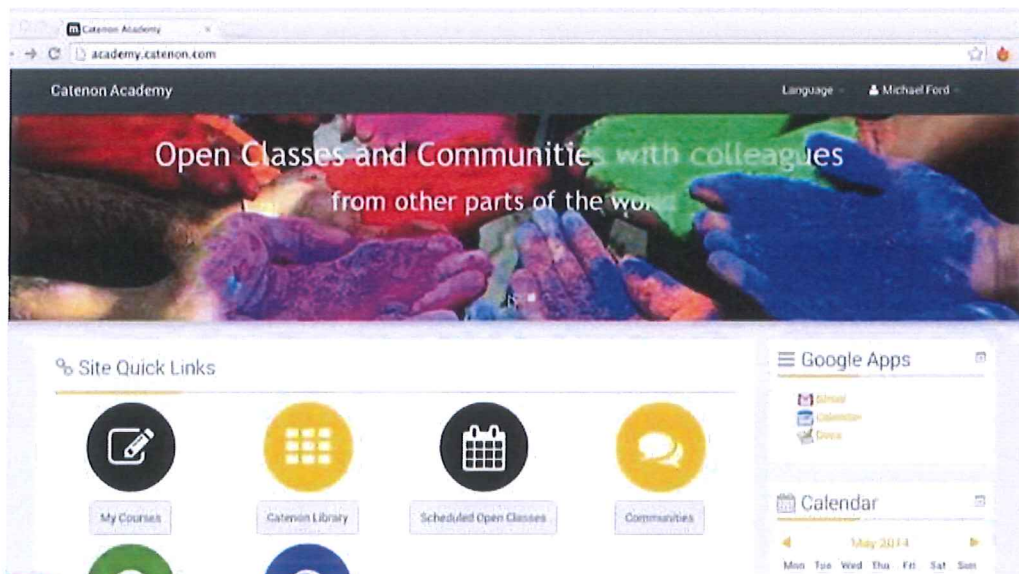 Catenon Academy
academy.catenon.com
Catenon Academy
Language
Michael Ford
Open Classes and Communities with colleagues
from other parts of the
Site Quick Links
My Courses
Catenon Library
Scheduled Open Classes
Communities
Google Apps
Gmail
Calendar
Docs
Calendar
May 2014
Mon Tue Wed Thu Fri Sat Sun